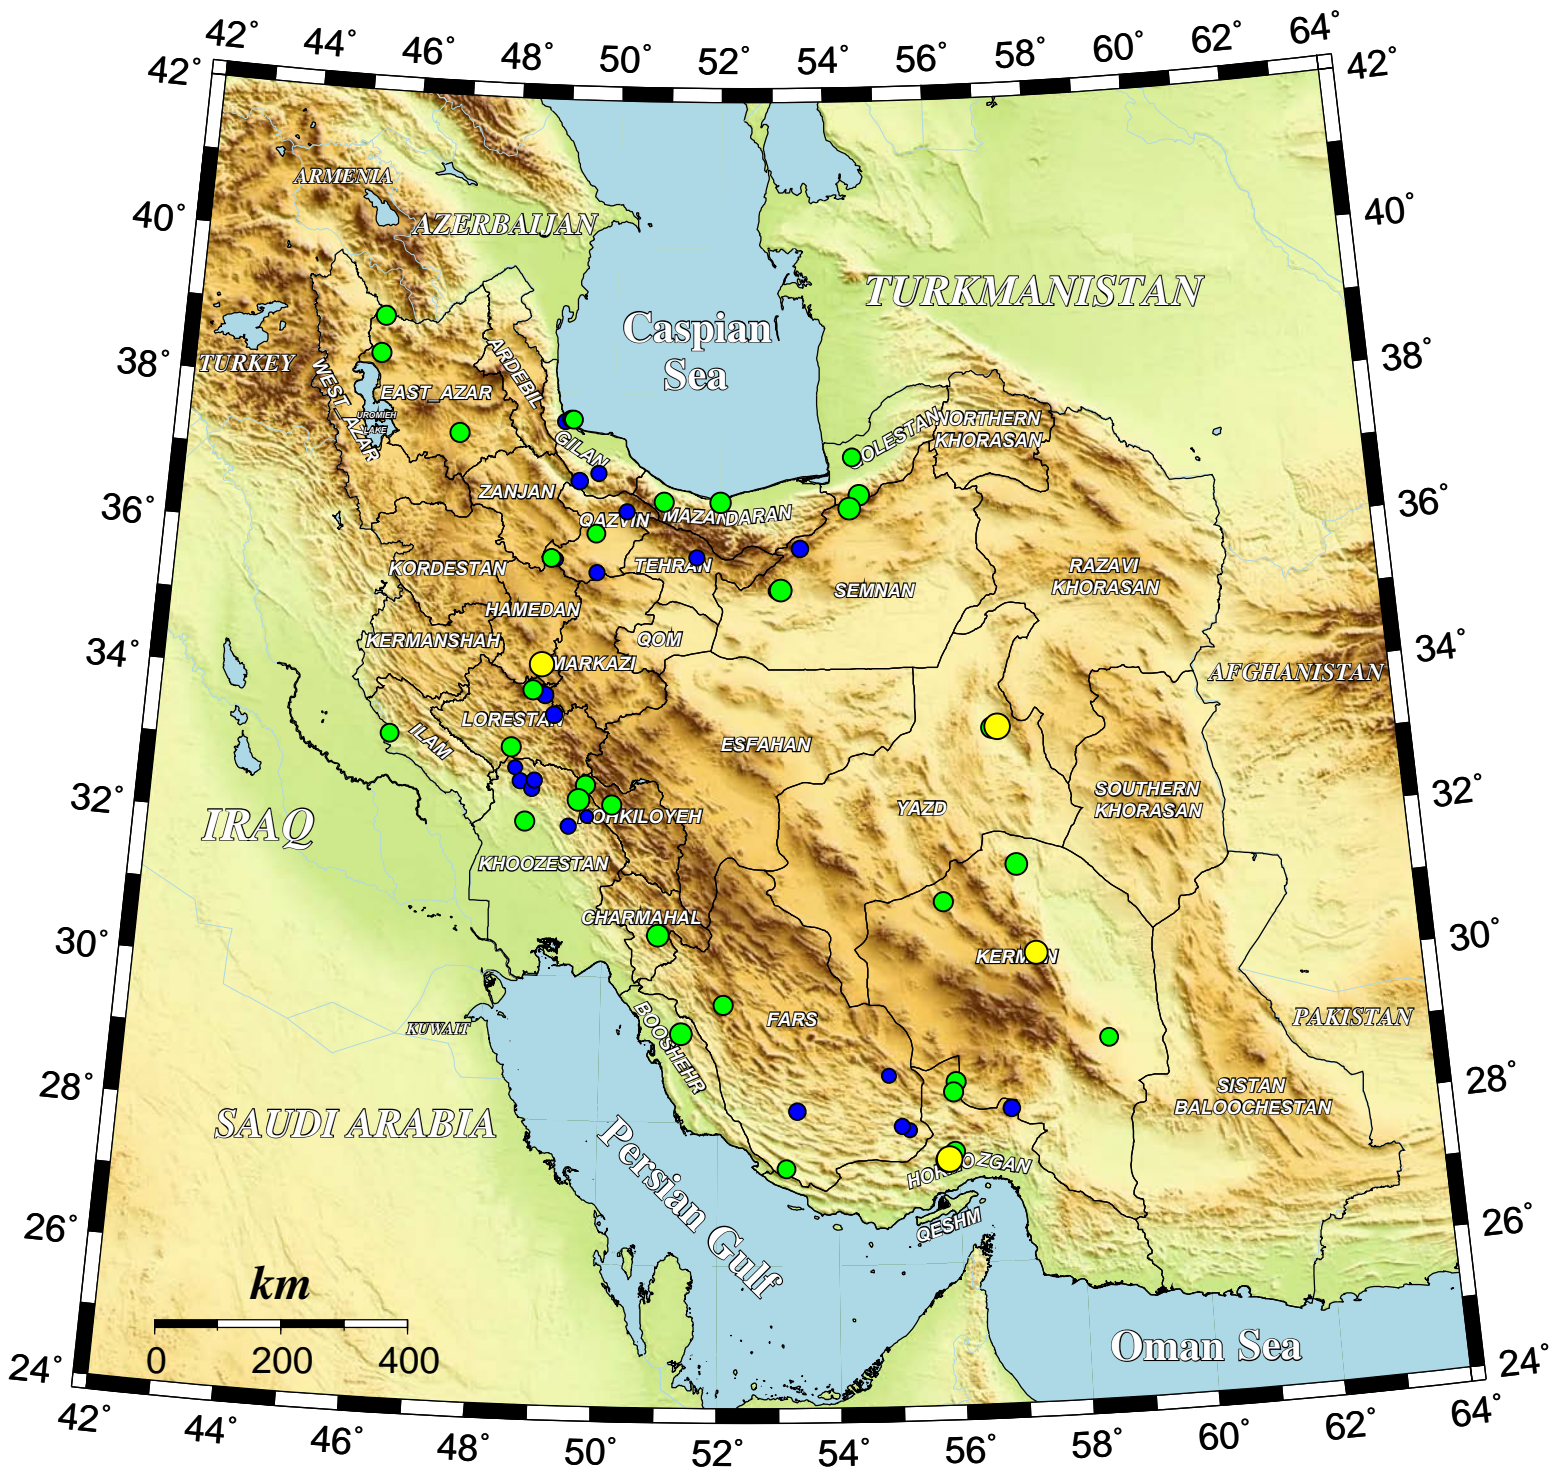 42° 44° 46° 48° 50° 52° 54° 56° 58° 60° 62° 64°
42° 42°
ARMENIA
40° AZERBAIJAN 40°
TURKMANISTAN
Caspian
Sea
38° TURKEY 38°
ARDEBIL
WEST_AZAR
EAST_AZAR
UROMIEH
LAKE
GILAN
GOLESTAN
NORTHERN
KHORASAN
36° ZANJAN 36°
QAZVIN
MAZANDARAN
KORDESTAN
TEHRAN
SEMNAN
RAZAVI
KHORASAN
HAMEDAN
KERMANSHAH
QOM
34° MARKAZI 34°
AFGHANISTAN
LORESTAN
ILAM
ESFAHAN
32° 32°
IRAQ
YAZD
SOUTHERN
KHORASAN
KOHKILOYEH
KHOOZESTAN
CHARMAHAL
30° KERMAN 30°
KUWAIT
BOOSHEHR
FARS
PAKISTAN
28° 28°
SISTAN
BALOOCHESTAN
SAUDI ARABIA
Persian Gulf
HORMOZGAN
QESHM
26° 26°
km
0 200 400
Oman Sea
24° 24°
42° 44° 46° 48° 50° 52° 54° 56° 58° 60° 62° 64°